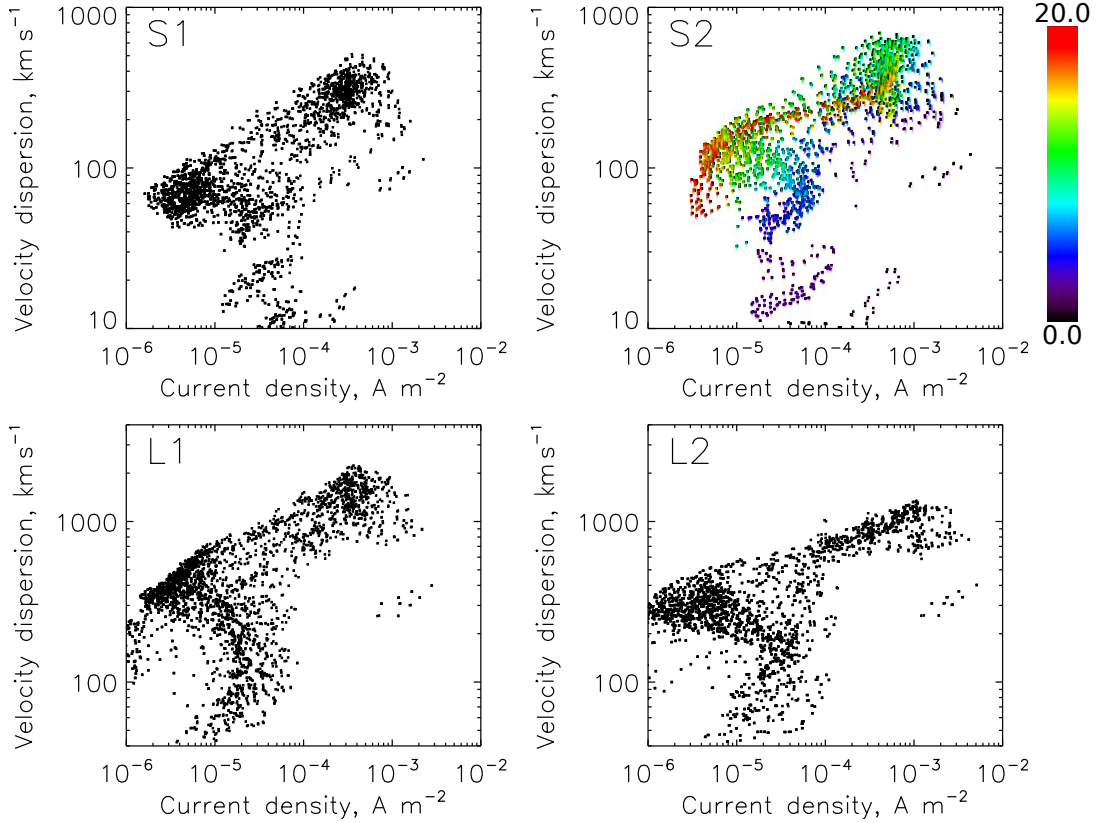 S1
1000
100
10
Velocity dispersion, km s⁻¹
10⁻⁶ 10⁻⁵ 10⁻⁴ 10⁻³ 10⁻²
Current density, A m⁻²
S2
1000
100
10
Velocity dispersion, km s⁻¹
10⁻⁶ 10⁻⁵ 10⁻⁴ 10⁻³ 10⁻²
Current density, A m⁻²
20.0
0.0
L1
1000
100
Velocity dispersion, km s⁻¹
10⁻⁶ 10⁻⁵ 10⁻⁴ 10⁻³ 10⁻²
Current density, A m⁻²
L2
1000
100
Velocity dispersion, km s⁻¹
10⁻⁶ 10⁻⁵ 10⁻⁴ 10⁻³ 10⁻²
Current density, A m⁻²